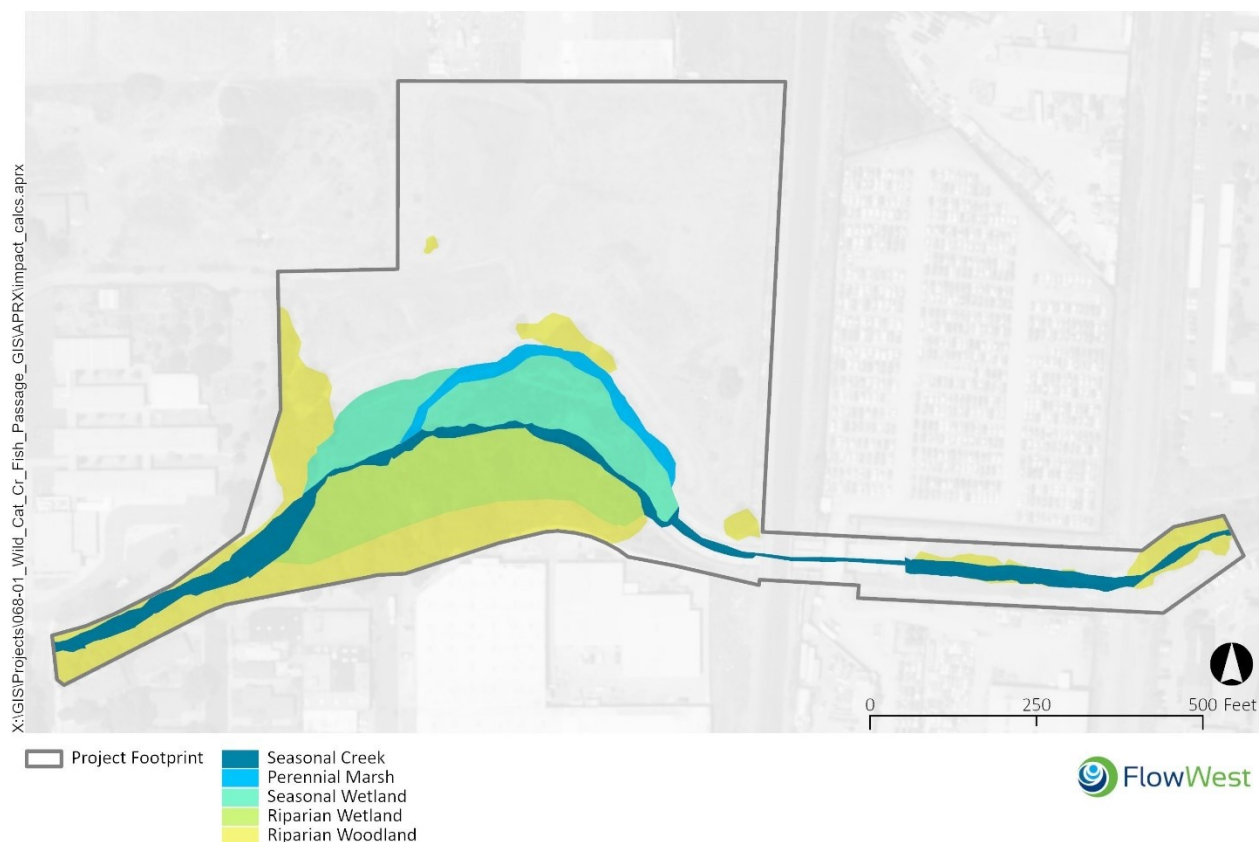 X:\GIS\Projects\068-01_Wild_Cat_Cr_Fish_Passage_GIS\APRX\impact_calcs.aprx
0 250 500 Feet
Project Footprint
Seasonal Creek
Perennial Marsh
Seasonal Wetland
Riparian Wetland
Riparian Woodland
FlowWest